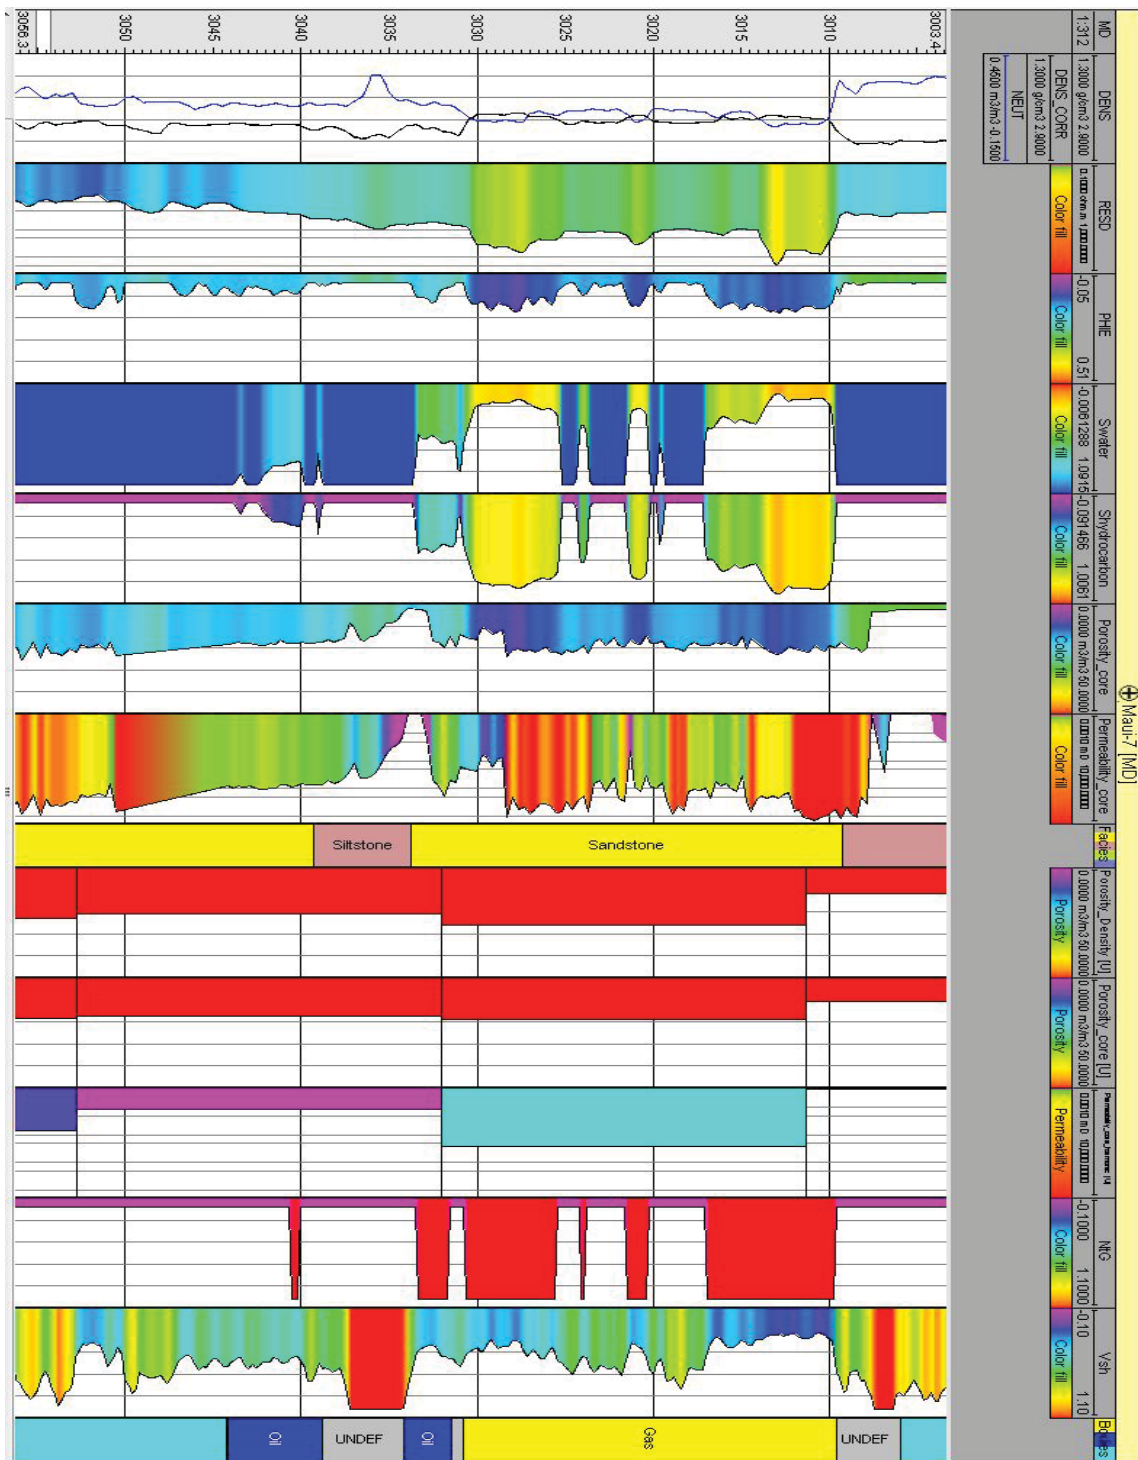 Maui-7 [MD]
MD
1:312
3003.4
3010
3015
3020
3025
3030
3035
3040
3045
3050
3056.3
DENS
1.3000 g/cm3 2.9000
DENS_CORR
1.3000 g/cm3 2.9000
NEUT
0.4500 m3/m3 -0.1500
RESD
Color fill
PHIE
-0.05 0.51
Color fill
Swater
-0.0061289 1.0915
Color fill
Shydrocarbon
-0.091466 1.0061
Color fill
Porosity_core
0.0000 m3/m3 50.0000
Color fill
Permeability_core
Color fill
Facies
Siltstone
Sandstone
Porosity_Density [U]
0.0000 m3/m3 50.0000
Porosity
Porosity_core [U]
0.0000 m3/m3 50.0000
Porosity
Permeability
NtG
-0.1000 1.1000
Color fill
Vsh
-0.10 1.10
Color fill
Oil
UNDEF
Oil
Gas
UNDEF